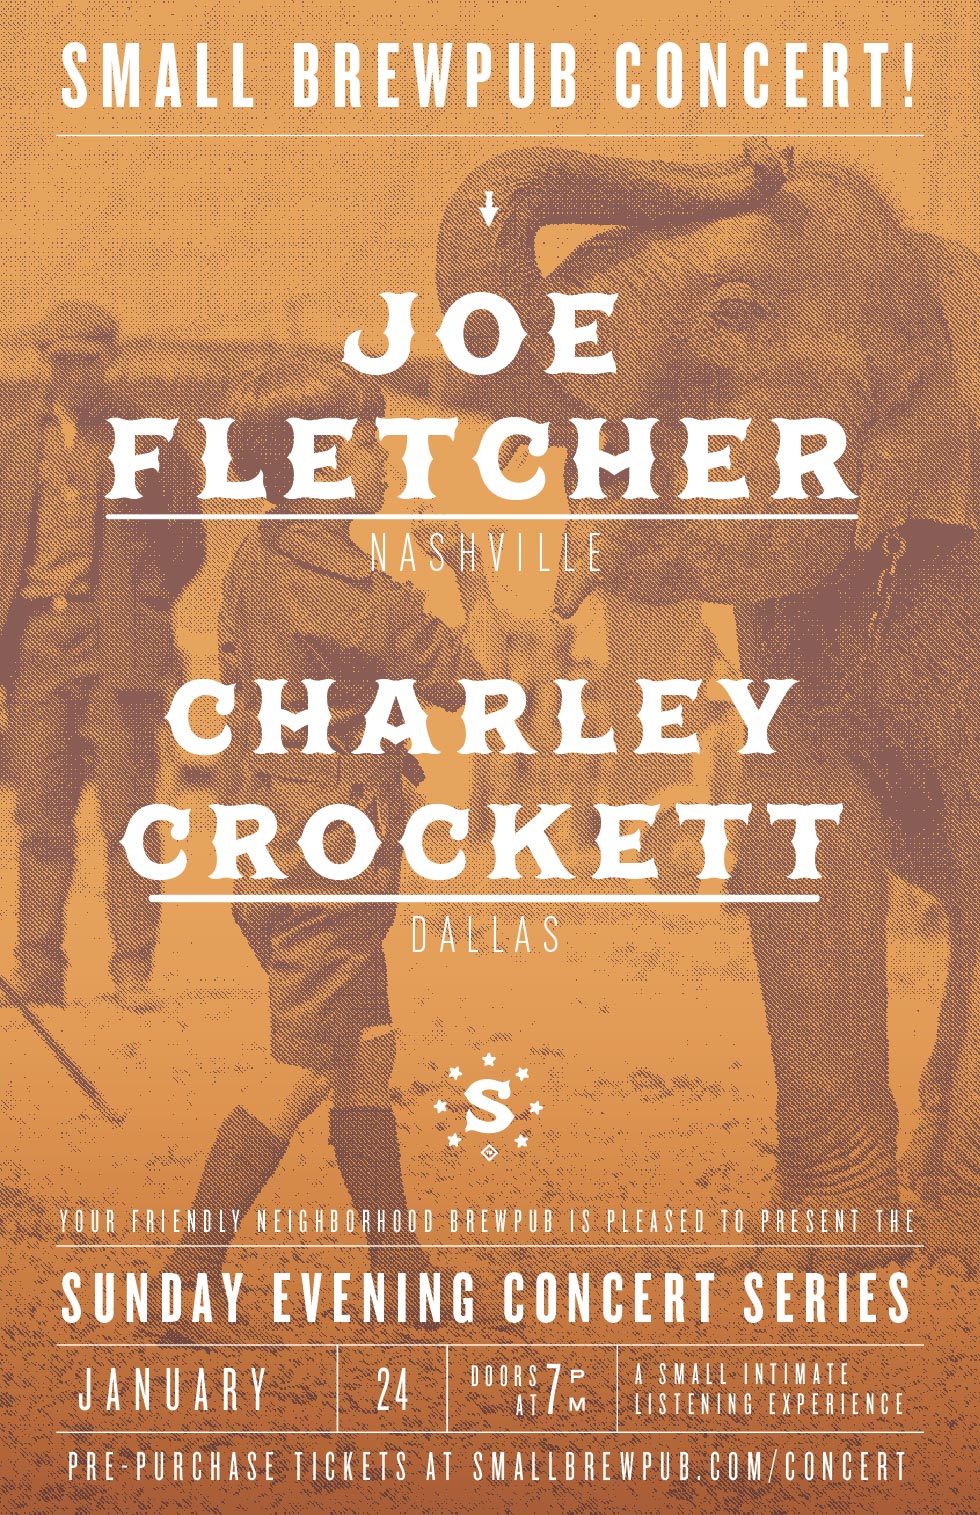 SMALL BREWPUB CONCERT!
JOE
FLETCHER
NASHVILLE
CHARLEY
CROCKETT
DALLAS
S
YOUR FRIENDLY NEIGHBORHOOD BREWPUB IS PLEASED TO PRESENT THE
SUNDAY EVENING CONCERT SERIES
JANUARY
24
DOORS
AT 7 PM
A SMALL INTIMATE
LISTENING EXPERIENCE
PRE-PURCHASE TICKETS AT SMALLBREWPUB.COM/CONCERT